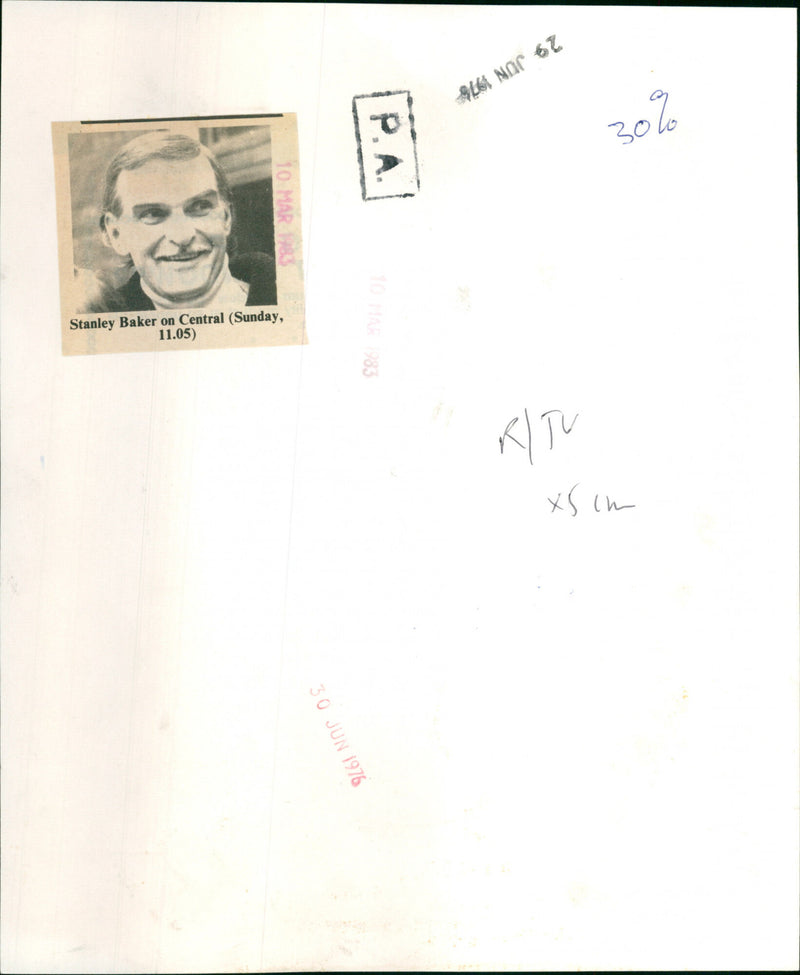 29 JUN 1976
P.A.
30%
10 MAR 1983
Stanley Baker on Central (Sunday,
11.05)
10 MAR 1983
R/TV
x5 cm
30 JUN 1976